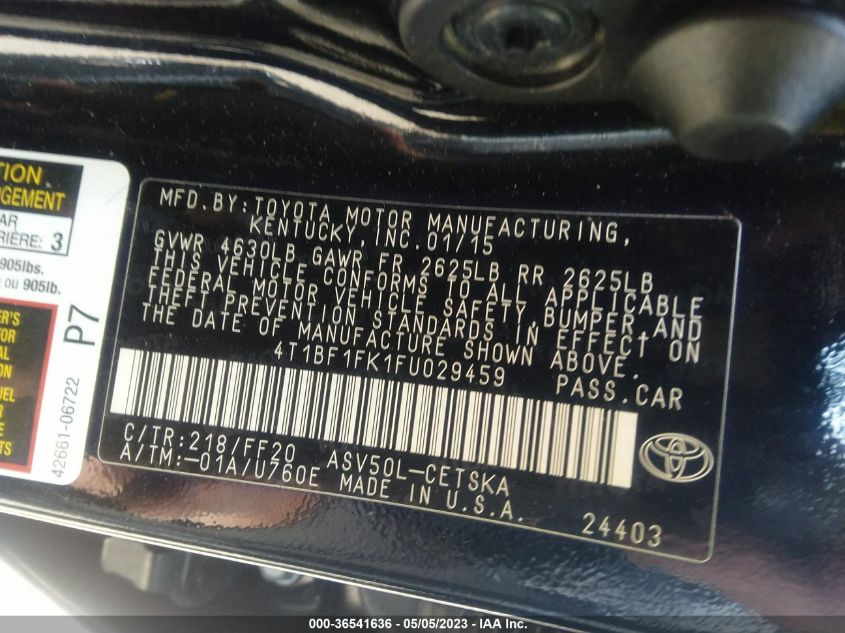 MFD. BY: TOYOTA MOTOR MANUFACTURING,
KENTUCKY, INC. 01/15
GVWR 4630LB GAWR FR 2625LB RR 2625LB
THIS VEHICLE CONFORMS TO ALL APPLICABLE
FEDERAL MOTOR VEHICLE SAFETY, BUMPER, AND
THEFT PREVENTION STANDARDS IN EFFECT ON
THE DATE OF MANUFACTURE SHOWN ABOVE.
4T1BF1FK1FU029459 PASS. CAR
C/TR: 218/FF20 ASV50L-CETSKA
A/TM: -01A/U760E MADE IN U.S.A.
24403
NGEMENT
RIÈRE: 3
905lbs.
ou 905lb.
P7
42661-06722
000-36541636 - 05/05/2023 - IAA Inc.